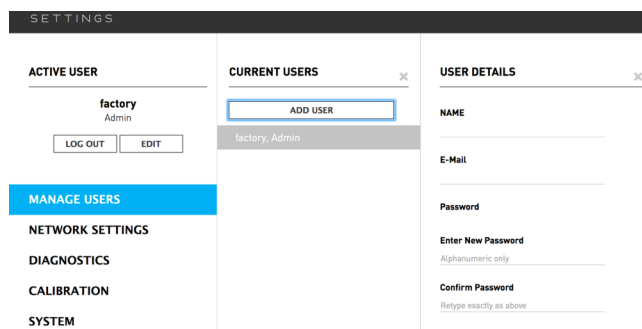 SETTINGS
ACTIVE USER
factory
Admin
LOG OUT
EDIT
MANAGE USERS
NETWORK SETTINGS
DIAGNOSTICS
CALIBRATION
SYSTEM
CURRENT USERS
ADD USER
factory, Admin
USER DETAILS
NAME
E-Mail
Password
Enter New Password
Alphanumeric only
Confirm Password
Retype exactly as above